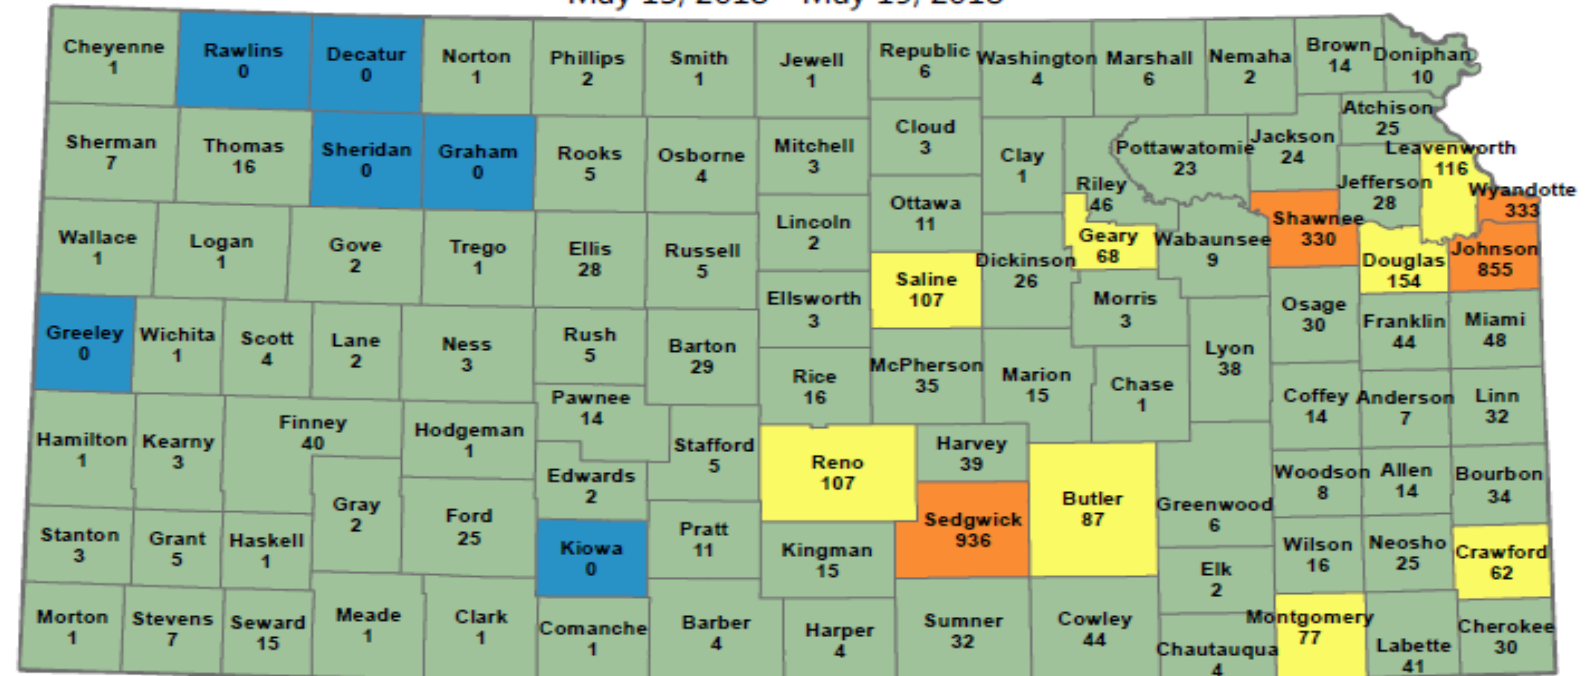 May 13, 2018 - May 19, 2018
Cheyenne
1
Rawlins
0
Decatur
0
Norton
1
Phillips
2
Smith
1
Jewell
1
Republic
6
Washington
4
Marshall
6
Nemaha
2
Brown
14
Doniphan
10
Atchison
25
Sherman
7
Thomas
16
Sheridan
0
Graham
0
Rooks
5
Osborne
4
Mitchell
3
Cloud
3
Clay
1
Riley
46
Pottawatomie
23
Jackson
24
Jefferson
28
Leavenworth
116
Wyandotte
333
Wallace
1
Logan
1
Gove
2
Trego
1
Ellis
28
Russell
5
Lincoln
2
Ottawa
11
Saline
107
Dickinson
26
Geary
68
Wabaunsee
9
Shawnee
330
Douglas
154
Johnson
855
Greeley
0
Wichita
1
Scott
4
Lane
2
Ness
3
Rush
5
Barton
29
Ellsworth
3
Rice
16
McPherson
35
Marion
15
Morris
3
Chase
1
Lyon
38
Osage
30
Franklin
44
Miami
48
Coffey
14
Anderson
7
Linn
32
Hamilton
1
Kearny
3
Finney
40
Hodgeman
1
Pawnee
14
Stafford
5
Edwards
2
Reno
107
Harvey
39
Sedgwick
936
Butler
87
Greenwood
6
Woodson
8
Allen
14
Bourbon
34
Stanton
3
Grant
5
Haskell
1
Gray
2
Ford
25
Kiowa
0
Pratt
11
Kingman
15
Elk
2
Wilson
16
Neosho
25
Crawford
62
Morton
1
Stevens
7
Seward
15
Meade
1
Clark
1
Comanche
1
Barber
4
Harper
4
Sumner
32
Cowley
44
Chautauqua
4
Montgomery
77
Labette
41
Cherokee
30